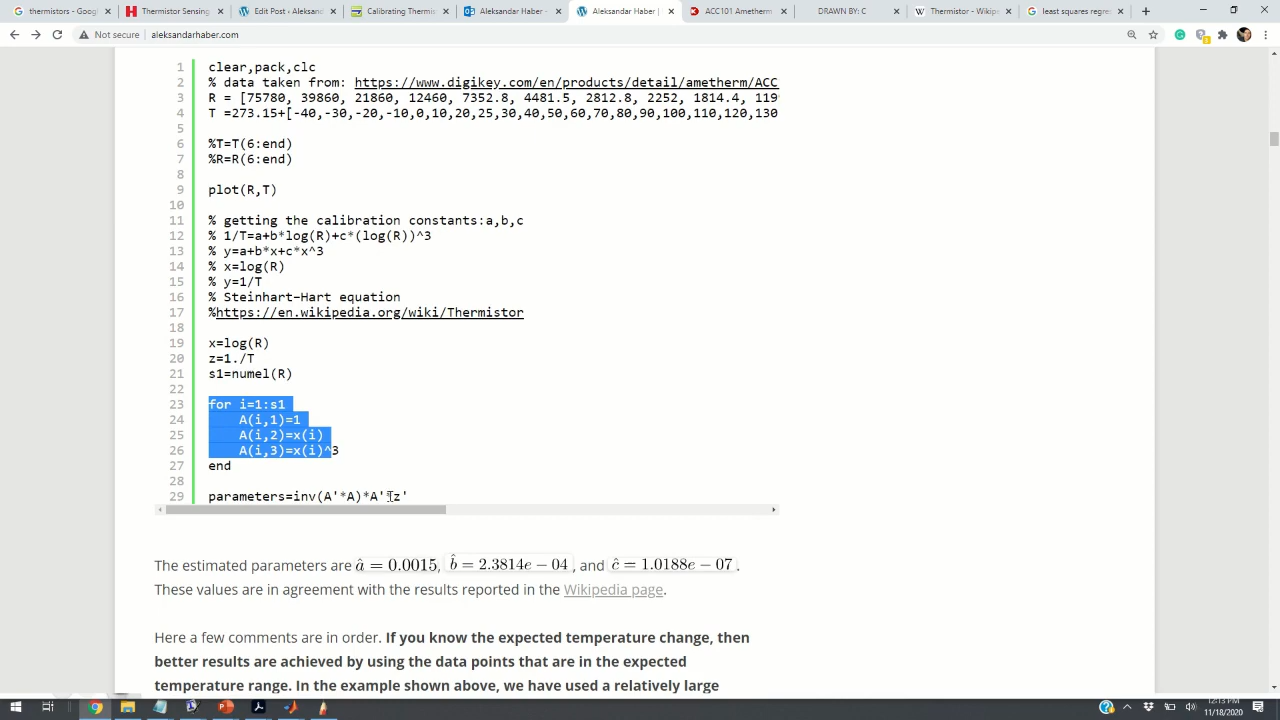 thermistors - Goog
Thermistor Sensing
Edit Post ‹ Aleksan
Calibrating Thermis
Aleksandar Haber -
Aleksandar Haber |
ACC101 Ametherm
DRAWN BY: C
Thermistor - Wikip
least squares regre
Not secure
aleksandarhaber.com
1 clear,pack,clc
2 % data taken from: https://www.digikey.com/en/products/detail/ametherm/ACC
3 R = [75780, 39860, 21860, 12460, 7352.8, 4481.5, 2812.8, 2252, 1814.4, 119
4 T =273.15+[-40,-30,-20,-10,0,10,20,25,30,40,50,60,70,80,90,100,110,120,130
5
6 %T=T(6:end)
7 %R=R(6:end)
8
9 plot(R,T)
10
11 % getting the calibration constants:a,b,c
12 % 1/T=a+b*log(R)+c*(log(R))^3
13 % y=a+b*x+c*x^3
14 % x=log(R)
15 % y=1/T
16 % Steinhart-Hart equation
17 %https://en.wikipedia.org/wiki/Thermistor
18
19 x=log(R)
20 z=1./T
21 s1=numel(R)
22
23 for i=1:s1
24 A(i,1)=1
25 A(i,2)=x(i)
26 A(i,3)=x(i)^3
27 end
28
29 parameters=inv(A'*A)*A'*z'
The estimated parameters are â = 0.0015, b̂ = 2.3814e − 04 , and ĉ = 1.0188e − 07 .
These values are in agreement with the results reported in the Wikipedia page.
Here a few comments are in order. If you know the expected temperature change, then
better results are achieved by using the data points that are in the expected
temperature range. In the example shown above, we have used a relatively large
12:13 PM
11/18/2020